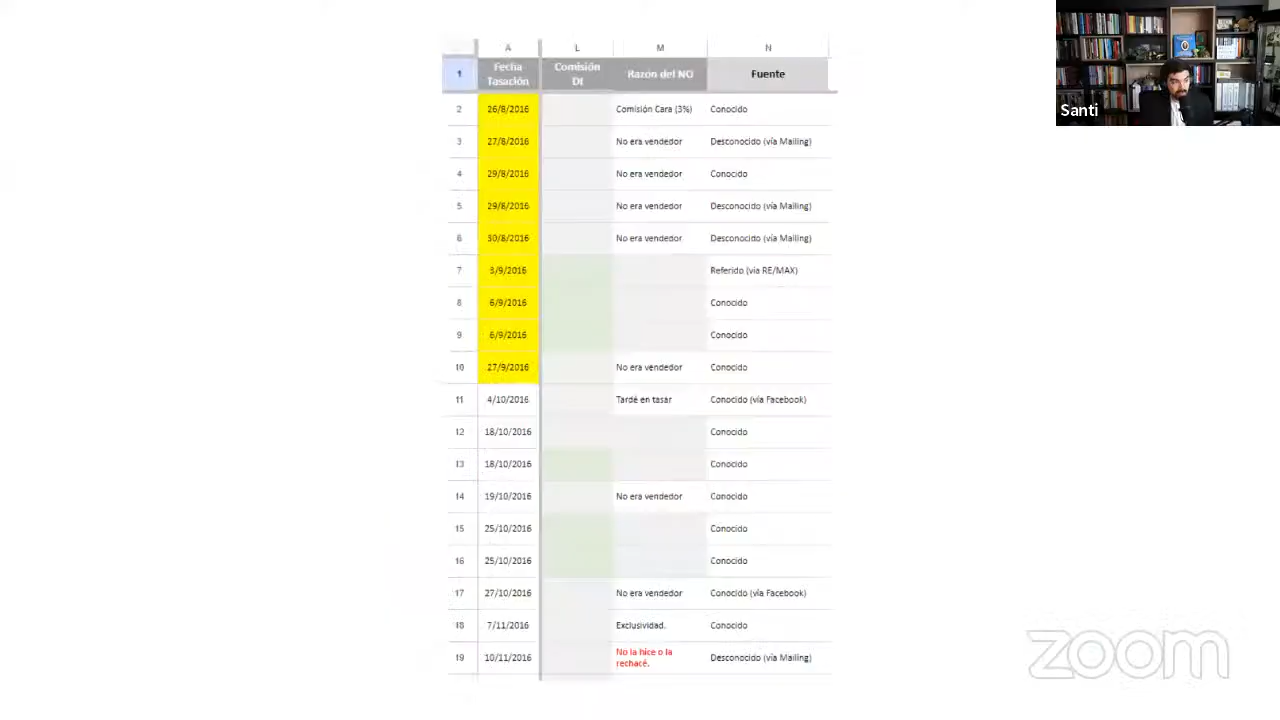 A L M N
1 Fecha Tasación Comisión DI Razón del NO Fuente
2 26/8/2016 Comisión Cara (3%) Conocido
3 27/8/2016 No era vendedor Desconocido (vía Mailing)
4 29/8/2016 No era vendedor Conocido
5 29/8/2016 No era vendedor Desconocido (vía Mailing)
6 30/8/2016 No era vendedor Desconocido (vía Mailing)
7 3/9/2016 Referido (vía RE/MAX)
8 6/9/2016 Conocido
9 6/9/2016 Conocido
10 27/9/2016 No era vendedor Conocido
11 4/10/2016 Tardé en tasar Conocido (vía Facebook)
12 18/10/2016 Conocido
13 18/10/2016 Conocido
14 19/10/2016 No era vendedor Conocido
15 25/10/2016 Conocido
16 25/10/2016 Conocido
17 27/10/2016 No era vendedor Conocido (vía Facebook)
18 7/11/2016 Exclusividad. Conocido
19 10/11/2016 No la hice o la rechacé. Desconocido (vía Mailing)
Santi
zoom